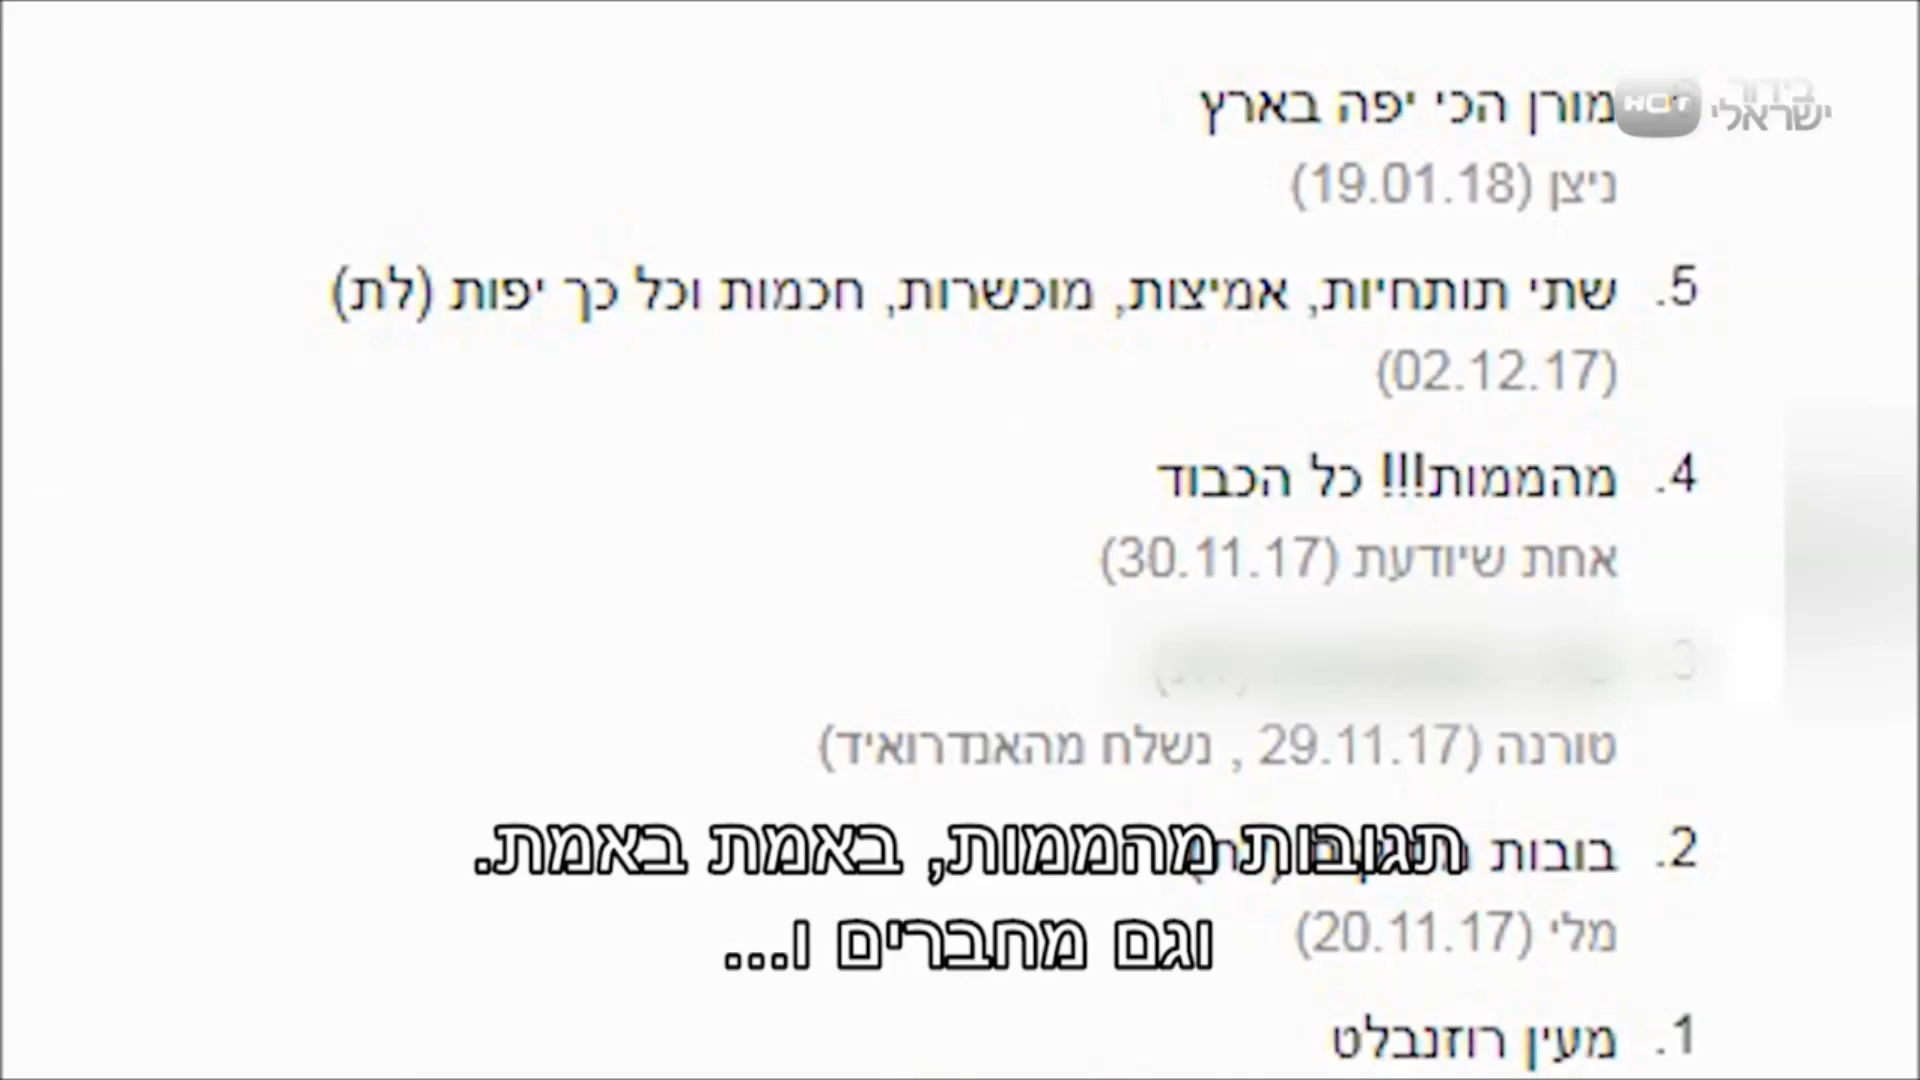 HOT בידור ישראלי
מורן הכי יפה בארץ
ניצן (19.01.18)
5. שתי תותחיות, אמיצות, מוכשרות, חכמות וכל כך יפות (לת)
(02.12.17)
4. מהממות!!! כל הכבוד
אחת שיודעת (30.11.17)
3
טורנה (29.11.17 , נשלח מהאנדרואיד)
2. בובות
מלי (20.11.17)
תגובות מהממות, באמת באמת.
וגם מחברים ו...
1. מעין רוזנבלט